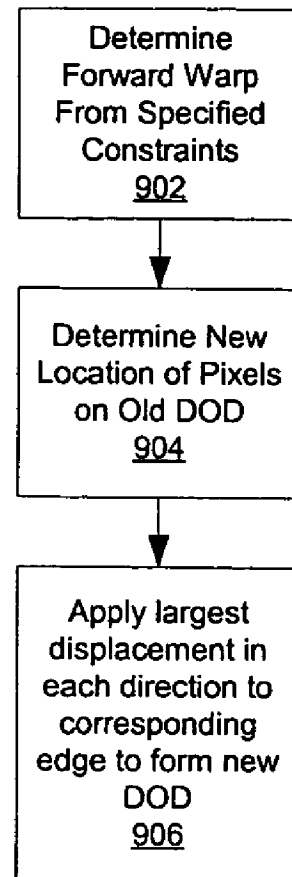 Determine
Forward Warp
From Specified
Constraints
902
Determine New
Location of Pixels
on Old DOD
904
Apply largest
displacement in
each direction to
corresponding
edge to form new
DOD
906